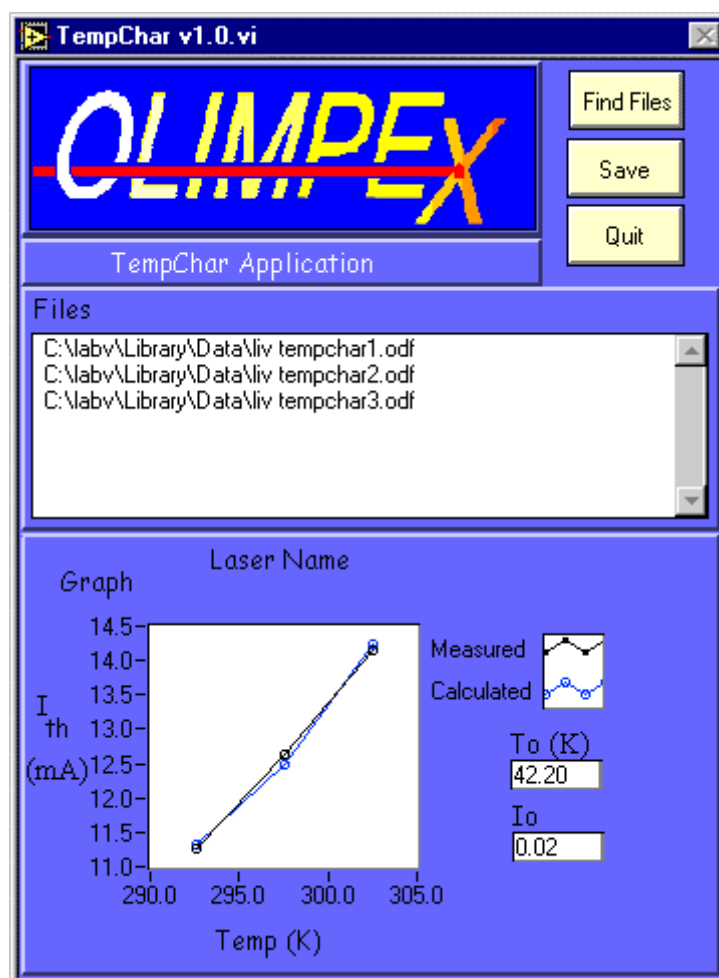 TempChar v1.0.vi
OLIMPEx
Find Files
Save
Quit
TempChar Application
Files
C:\labv\Library\Data\liv tempchar1.odf
C:\labv\Library\Data\liv tempchar2.odf
C:\labv\Library\Data\liv tempchar3.odf
Laser Name
Graph
14.5
14.0
13.5
13.0
12.5
12.0
11.5
11.0
I th
(mA)
290.0 295.0 300.0 305.0
Temp (K)
Measured
Calculated
To (K)
42.20
Io
0.02